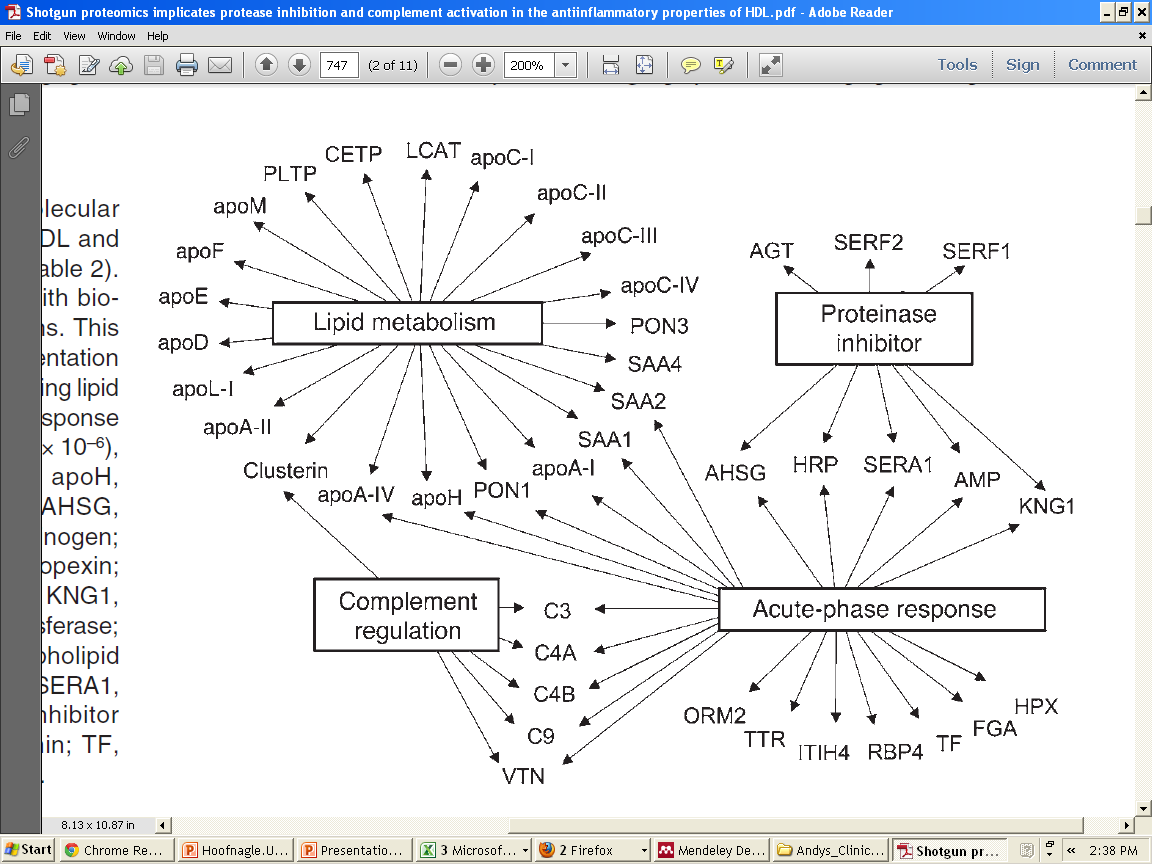 Shotgun proteomics implicates protease inhibition and complement activation in the antiinflammatory properties of HDL.pdf - Adobe Reader
File Edit View Window Help
747 (2 of 11) 200% Tools Sign Comment
olecular
DL and
able 2).
ith bio-
ns. This
entation
ing lipid
sponse
× 10–6),
apoH,
AHSG,
nogen;
opexin;
KNG1,
sferase;
pholipid
SERA1,
nhibitor
in; TF,
PLTP
CETP
LCAT
apoC-I
apoC-II
apoC-III
apoC-IV
PON3
SAA4
SAA2
SAA1
apoA-I
PON1
apoH
apoA-IV
Clusterin
apoA-II
apoL-I
apoD
apoE
apoF
apoM
Lipid metabolism
AGT
SERF2
SERF1
Proteinase
inhibitor
AHSG
HRP
SERA1
AMP
KNG1
Complement
regulation
C3
C4A
C4B
C9
VTN
Acute-phase response
ORM2
TTR
ITIH4
RBP4
TF
FGA
HPX
8.13 x 10.87 in
Start Chrome Re... Hoofnagle.U... Presentatio... 3 Microsof... 2 Firefox Mendeley De... Andys_Clinic... Shotgun pr... « 2:38 PM